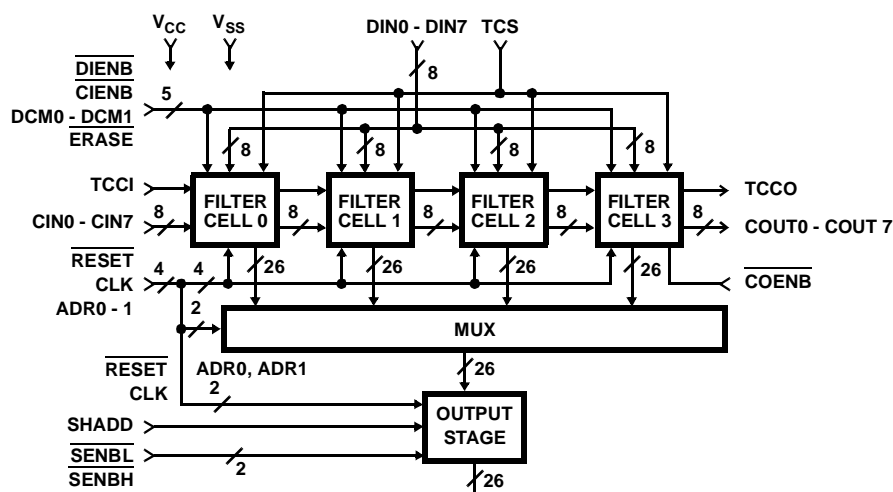 VCC
VSS
DIN0 - DIN7
TCS
DIENB
CIENB
DCM0 - DCM1
ERASE
5
8
8
8
8
8
TCCI
CIN0 - CIN7
8
FILTER
CELL 0
8
FILTER
CELL 1
8
FILTER
CELL 2
8
FILTER
CELL 3
8
TCCO
COUT0 - COUT 7
RESET
CLK
ADR0 - 1
4
4
26
26
26
26
COENB
2
MUX
RESET
CLK
ADR0, ADR1
2
26
SHADD
SENBL
SENBH
2
OUTPUT
STAGE
26